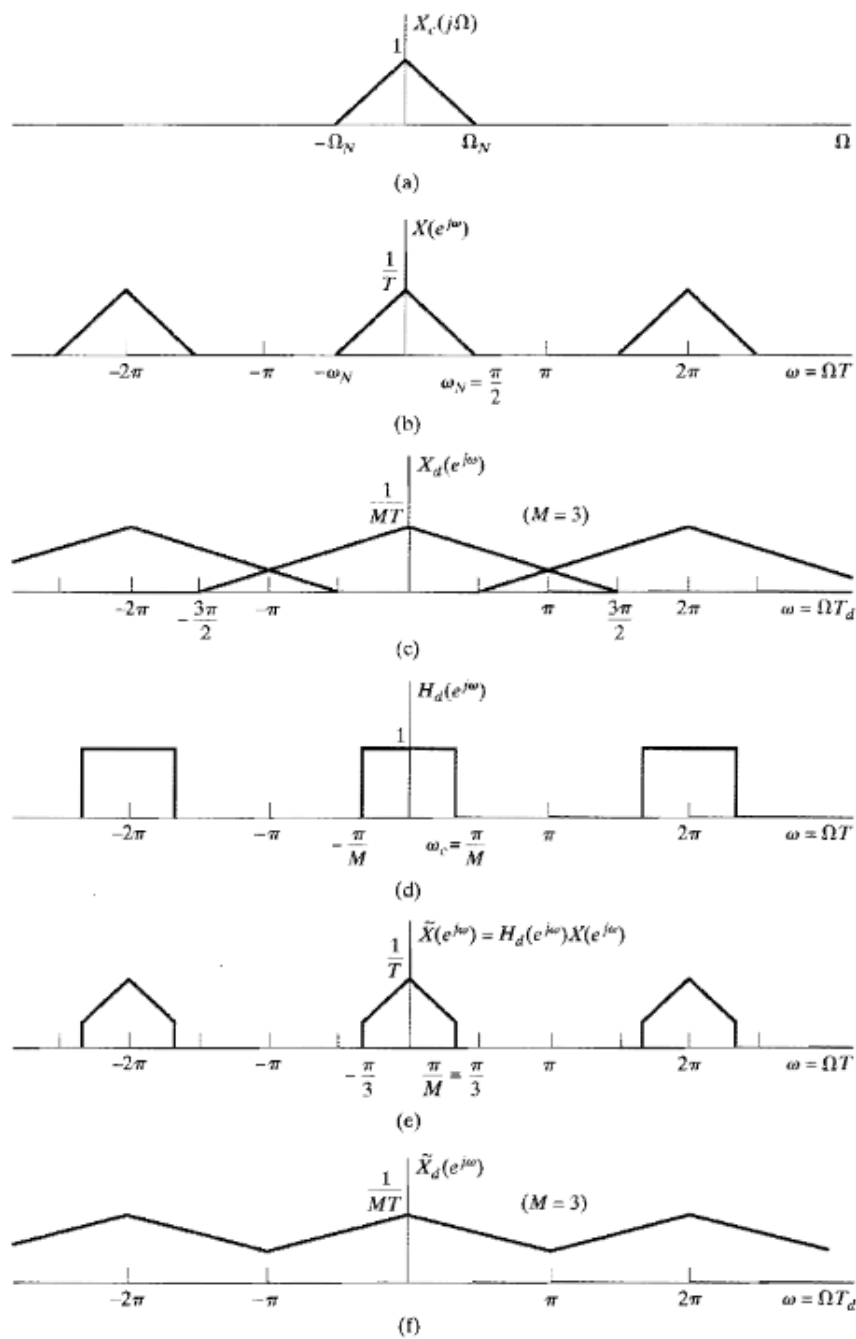 X_c(jΩ)
1
−Ω_N Ω_N Ω
(a)
X(e^{jω})
1/T
−2π −π −ω_N ω_N = π/2 π 2π ω = ΩT
(b)
X_d(e^{jω})
1/MT (M = 3)
−2π −3π/2 −π π 3π/2 2π ω = ΩT_d
(c)
H_d(e^{jω})
1
−2π −π −π/M ω_c = π/M π 2π ω = ΩT
(d)
X̃(e^{jω}) = H_d(e^{jω})X(e^{jω})
1/T
−2π −π −π/3 π/M = π/3 π 2π ω = ΩT
(e)
X̃_d(e^{jω})
1/MT (M = 3)
−2π −π π 2π ω = ΩT_d
(f)